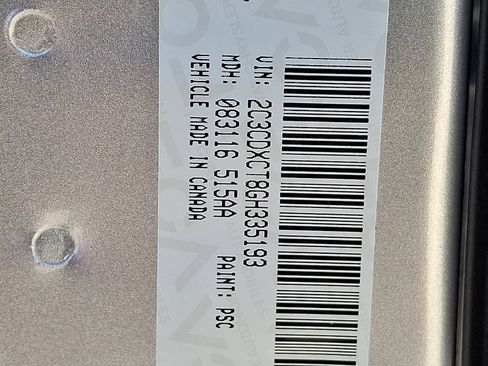 VIN: 2C3CDXCT8GH335193
MDH: 083116 515AA PAINT: PSC
VEHICLE MADE IN CANADA